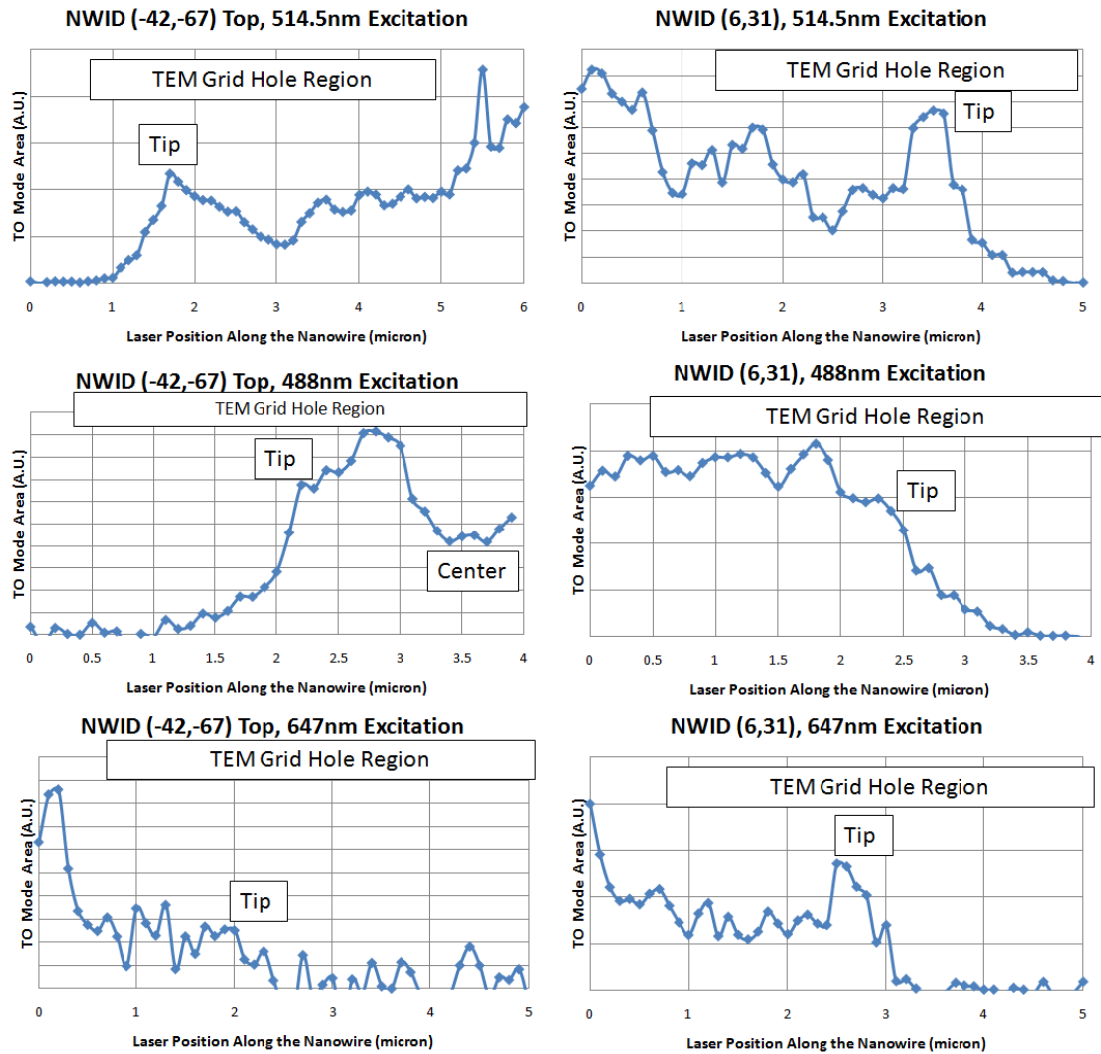 NWID (-42,-67) Top, 514.5nm Excitation
TO Mode Area (A.U.)
TEM Grid Hole Region
Tip
0 1 2 3 4 5 6
Laser Position Along the Nanowire (micron)
NWID (6,31), 514.5nm Excitation
TO Mode Area (A.U.)
TEM Grid Hole Region
Tip
0 1 2 3 4 5
Laser Position Along the Nanowire (micron)
NWID (-42,-67) Top, 488nm Excitation
TO Mode Area (A.U.)
TEM Grid Hole Region
Tip
Center
0 0.5 1 1.5 2 2.5 3 3.5 4
Laser Position Along the Nanowire (micron)
NWID (6,31), 488nm Excitation
TO Mode Area (A.U.)
TEM Grid Hole Region
Tip
0 0.5 1 1.5 2 2.5 3 3.5 4
Laser Position Along the Nanowire (micron)
NWID (-42,-67) Top, 647nm Excitation
TO Mode Area (A.U.)
TEM Grid Hole Region
Tip
0 1 2 3 4 5
Laser Position Along the Nanowire (micron)
NWID (6,31), 647nm Excitation
TO Mode Area (A.U.)
TEM Grid Hole Region
Tip
0 1 2 3 4 5
Laser Position Along the Nanowire (micron)